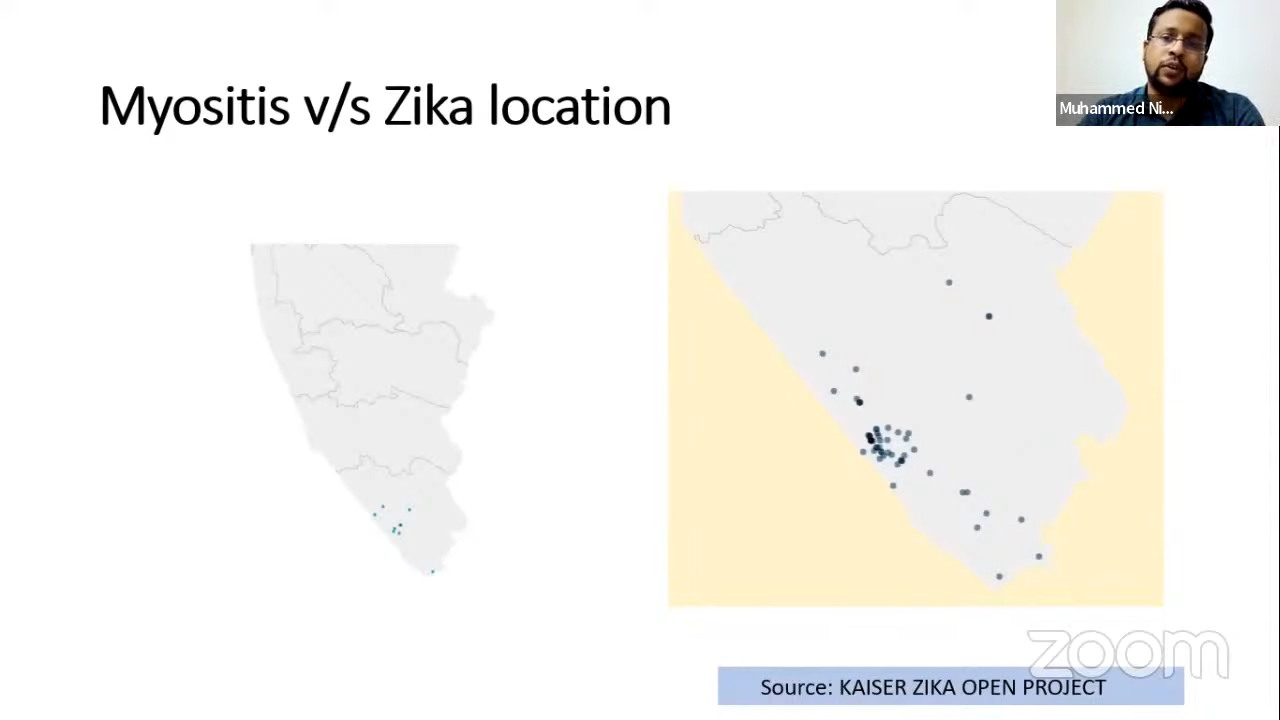 Myositis v/s Zika location
Muhammed Ni...
zoom
Source: KAISER ZIKA OPEN PROJECT